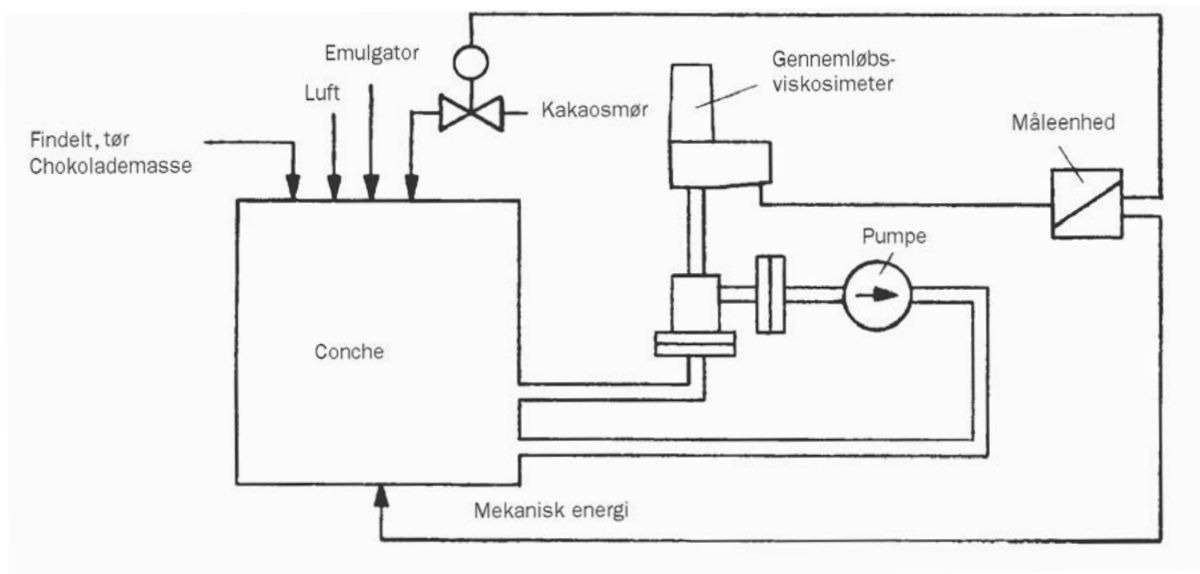 Emulgator
Luft
Kakaosmør
Findelt, tør
Chokolademasse
Gennemløbs-
viskosimeter
Måleenhed
Pumpe
Conche
Mekanisk energi